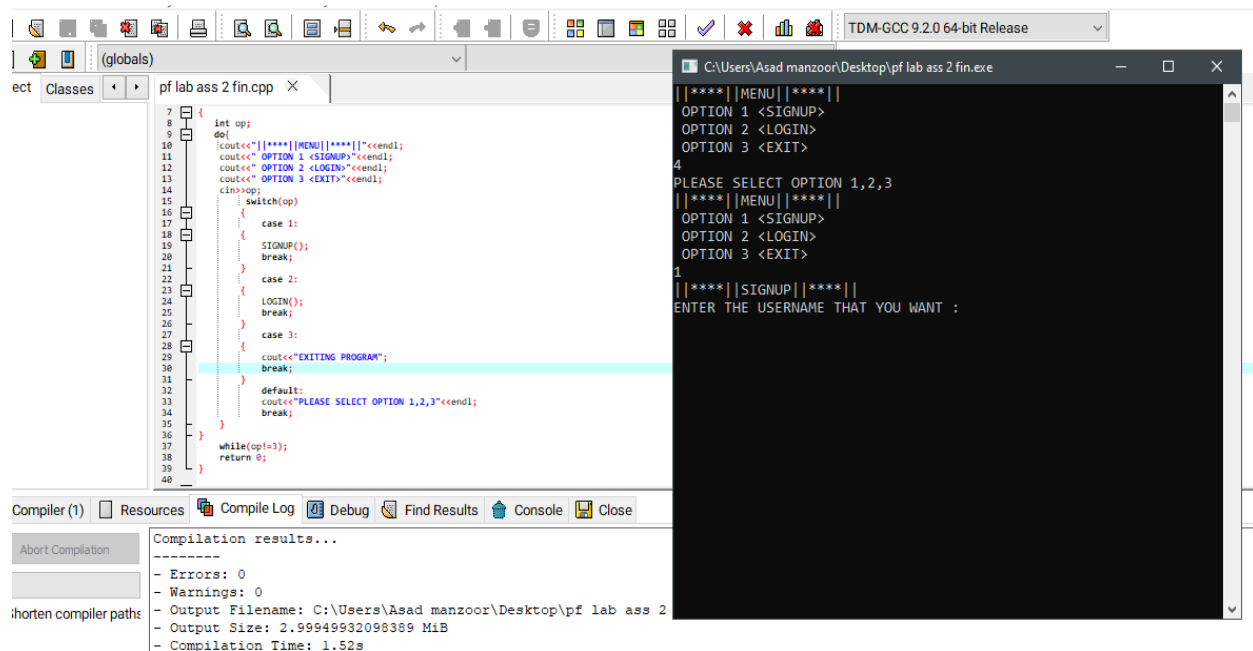 TDM-GCC 9.2.0 64-bit Release
(globals)
ect Classes
pf lab ass 2 fin.cpp
7 {
8 int op;
9 do{
10 cout<<"||****||MENU||****||"<<endl;
11 cout<<" OPTION 1 <SIGNUP>"<<endl;
12 cout<<" OPTION 2 <LOGIN>"<<endl;
13 cout<<" OPTION 3 <EXIT>"<<endl;
14 cin>>op;
15 switch(op)
16 {
17 case 1:
18 {
19 SIGNUP();
20 break;
21 }
22 case 2:
23 {
24 LOGIN();
25 break;
26 }
27 case 3:
28 {
29 cout<<"EXITING PROGRAM";
30 break;
31 }
32 default:
33 cout<<"PLEASE SELECT OPTION 1,2,3"<<endl;
34 break;
35 }
36 }
37 while(op!=3);
38 return 0;
39 }
40
C:\Users\Asad manzoor\Desktop\pf lab ass 2 fin.exe
||****||MENU||****||
OPTION 1 <SIGNUP>
OPTION 2 <LOGIN>
OPTION 3 <EXIT>
4
PLEASE SELECT OPTION 1,2,3
||****||MENU||****||
OPTION 1 <SIGNUP>
OPTION 2 <LOGIN>
OPTION 3 <EXIT>
1
||****||SIGNUP||****||
ENTER THE USERNAME THAT YOU WANT :
Compiler (1) Resources Compile Log Debug Find Results Console Close
Abort Compilation
Shorten compiler paths
Compilation results...
--------
- Errors: 0
- Warnings: 0
- Output Filename: C:\Users\Asad manzoor\Desktop\pf lab ass 2
- Output Size: 2.99949932098389 MiB
- Compilation Time: 1.52s